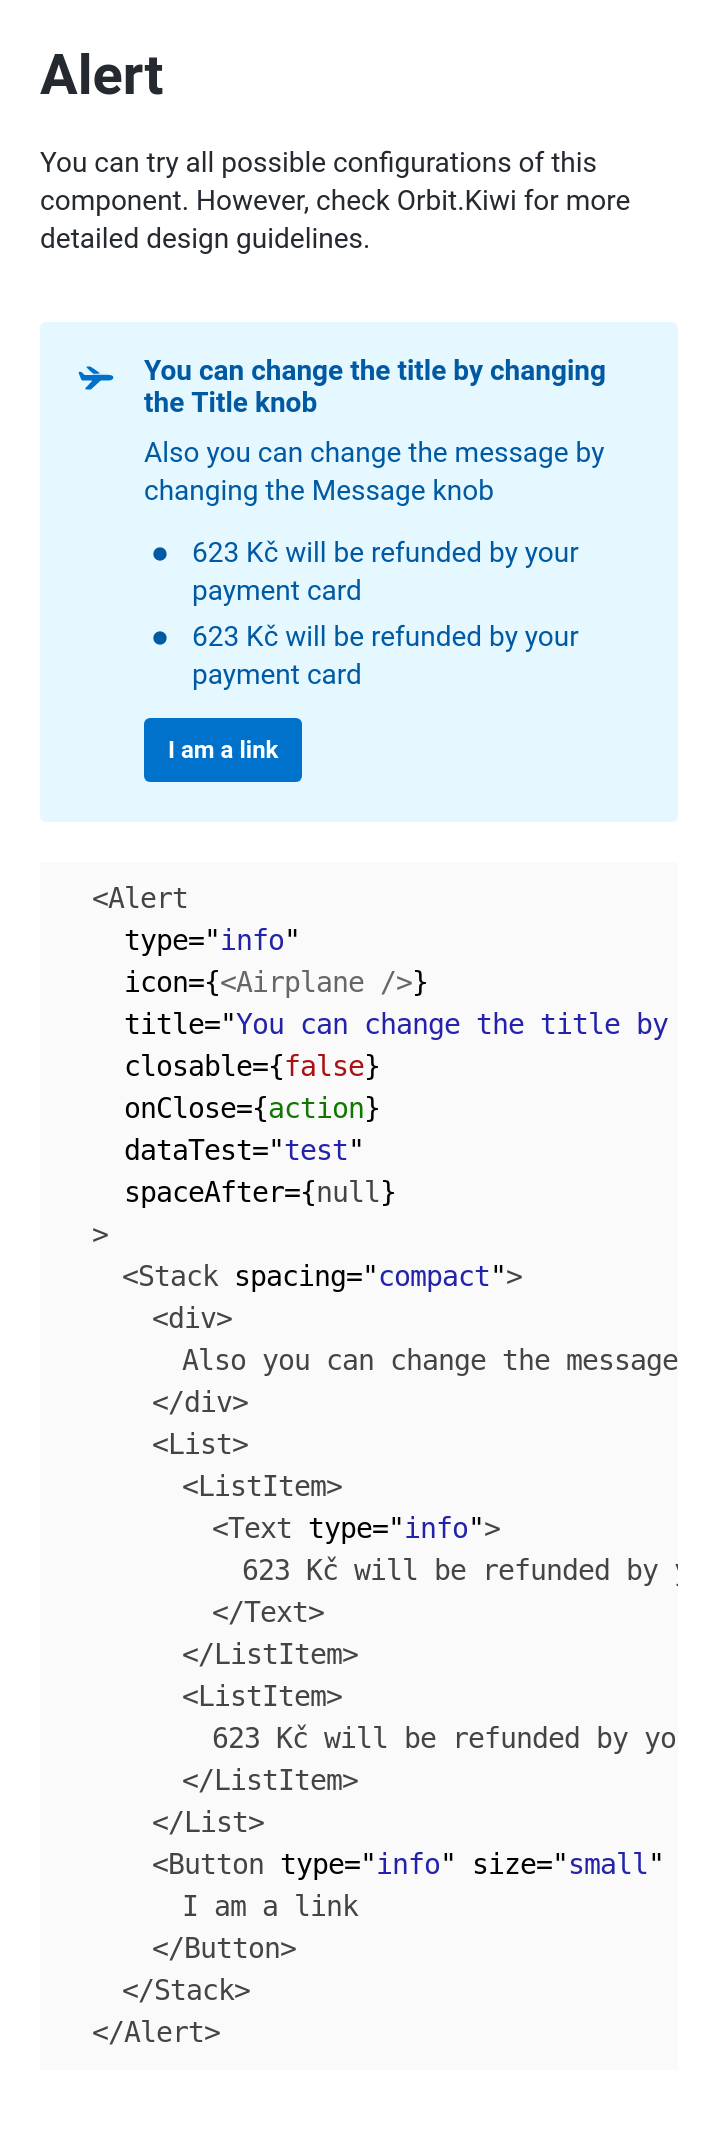 Alert
You can try all possible configurations of this
component. However, check Orbit.Kiwi for more
detailed design guidelines.
You can change the title by changing
the Title knob
Also you can change the message by
changing the Message knob
623 Kč will be refunded by your
payment card
623 Kč will be refunded by your
payment card
I am a link
<Alert
type="info"
icon={<Airplane />}
title="You can change the title by
closable={false}
onClose={action}
dataTest="test"
spaceAfter={null}
>
<Stack spacing="compact">
<div>
Also you can change the message
</div>
<List>
<ListItem>
<Text type="info">
623 Kč will be refunded by
</Text>
</ListItem>
<ListItem>
623 Kč will be refunded by yo
</ListItem>
</List>
<Button type="info" size="small"
I am a link
</Button>
</Stack>
</Alert>